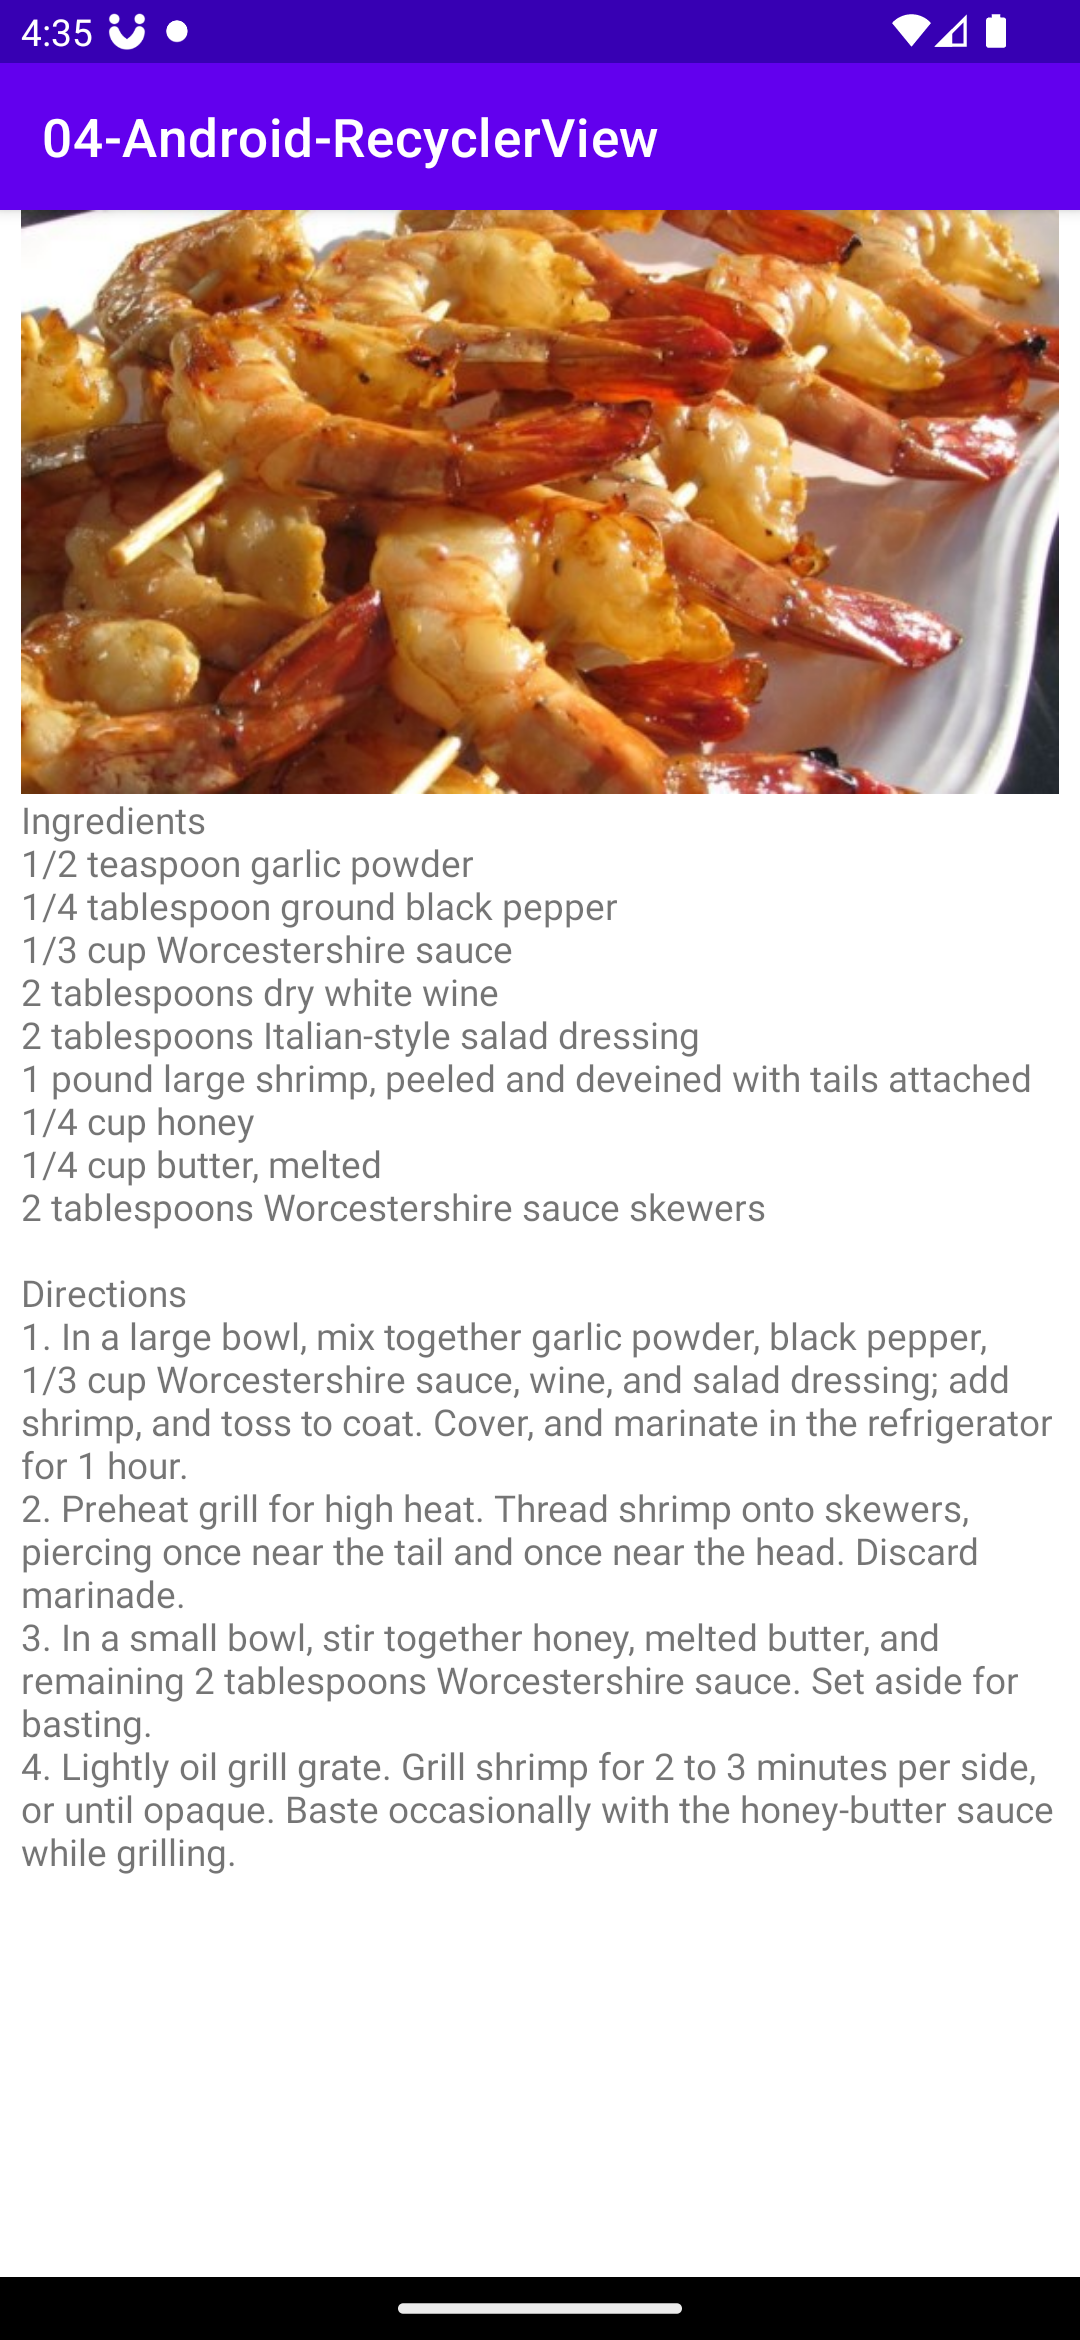 4:35
04-Android-RecyclerView
Ingredients
1/2 teaspoon garlic powder
1/4 tablespoon ground black pepper
1/3 cup Worcestershire sauce
2 tablespoons dry white wine
2 tablespoons Italian-style salad dressing
1 pound large shrimp, peeled and deveined with tails attached
1/4 cup honey
1/4 cup butter, melted
2 tablespoons Worcestershire sauce skewers
Directions
1. In a large bowl, mix together garlic powder, black pepper,
1/3 cup Worcestershire sauce, wine, and salad dressing; add
shrimp, and toss to coat. Cover, and marinate in the refrigerator
for 1 hour.
2. Preheat grill for high heat. Thread shrimp onto skewers,
piercing once near the tail and once near the head. Discard
marinade.
3. In a small bowl, stir together honey, melted butter, and
remaining 2 tablespoons Worcestershire sauce. Set aside for
basting.
4. Lightly oil grill grate. Grill shrimp for 2 to 3 minutes per side,
or until opaque. Baste occasionally with the honey-butter sauce
while grilling.